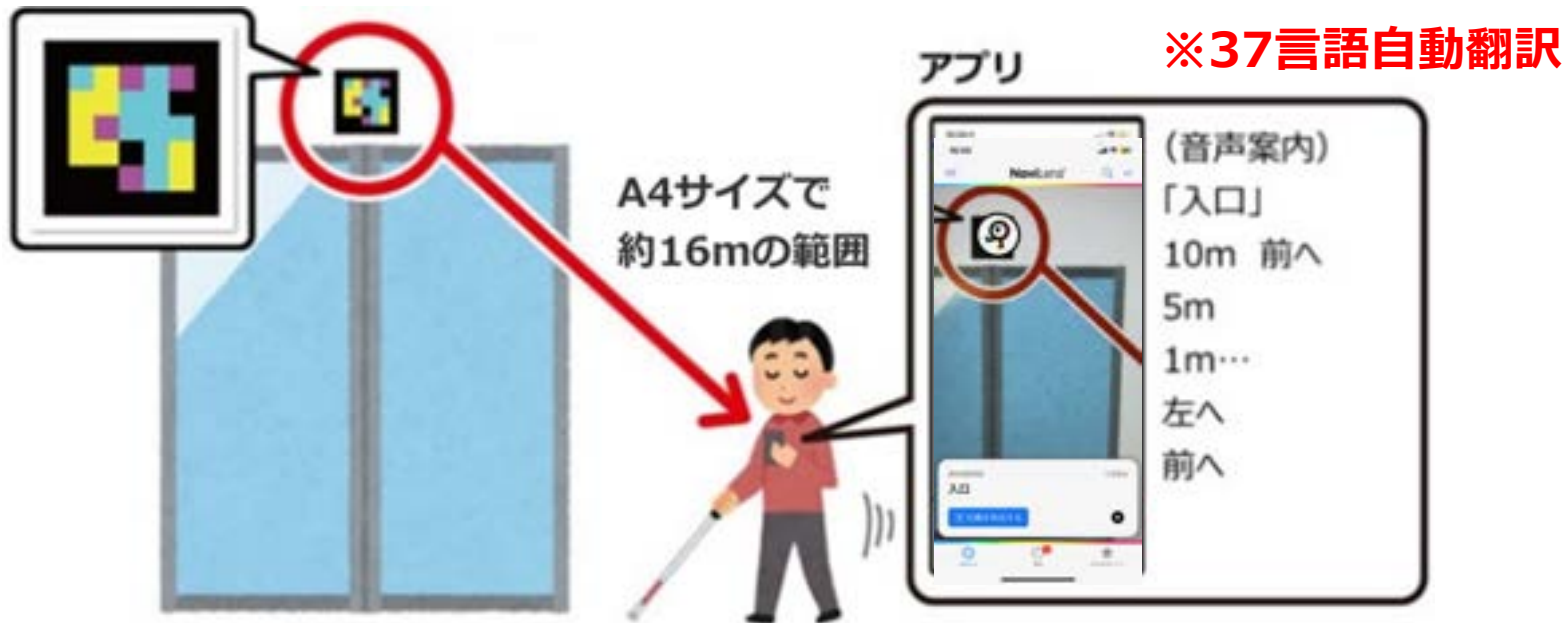 ※37言語自動翻訳
アプリ
A4サイズで
約16mの範囲
(音声案内)
「入口」
10m 前へ
5m
1m…
左へ
前へ
入口